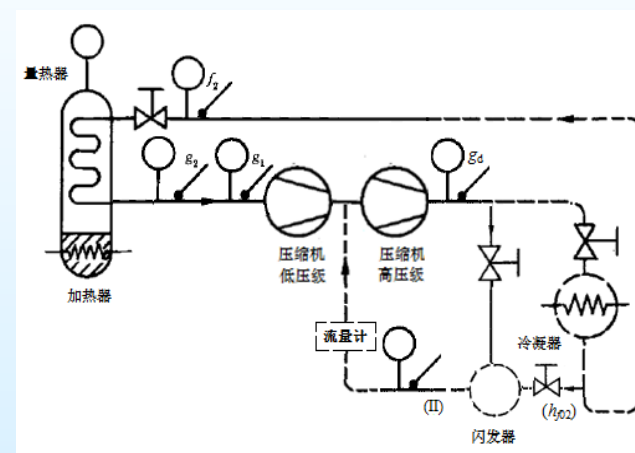 量热器
f2
g2
g1
gd
压缩机
低压级
压缩机
高压级
加热器
流量计
冷凝器
(II)
(hf02)
闪发器